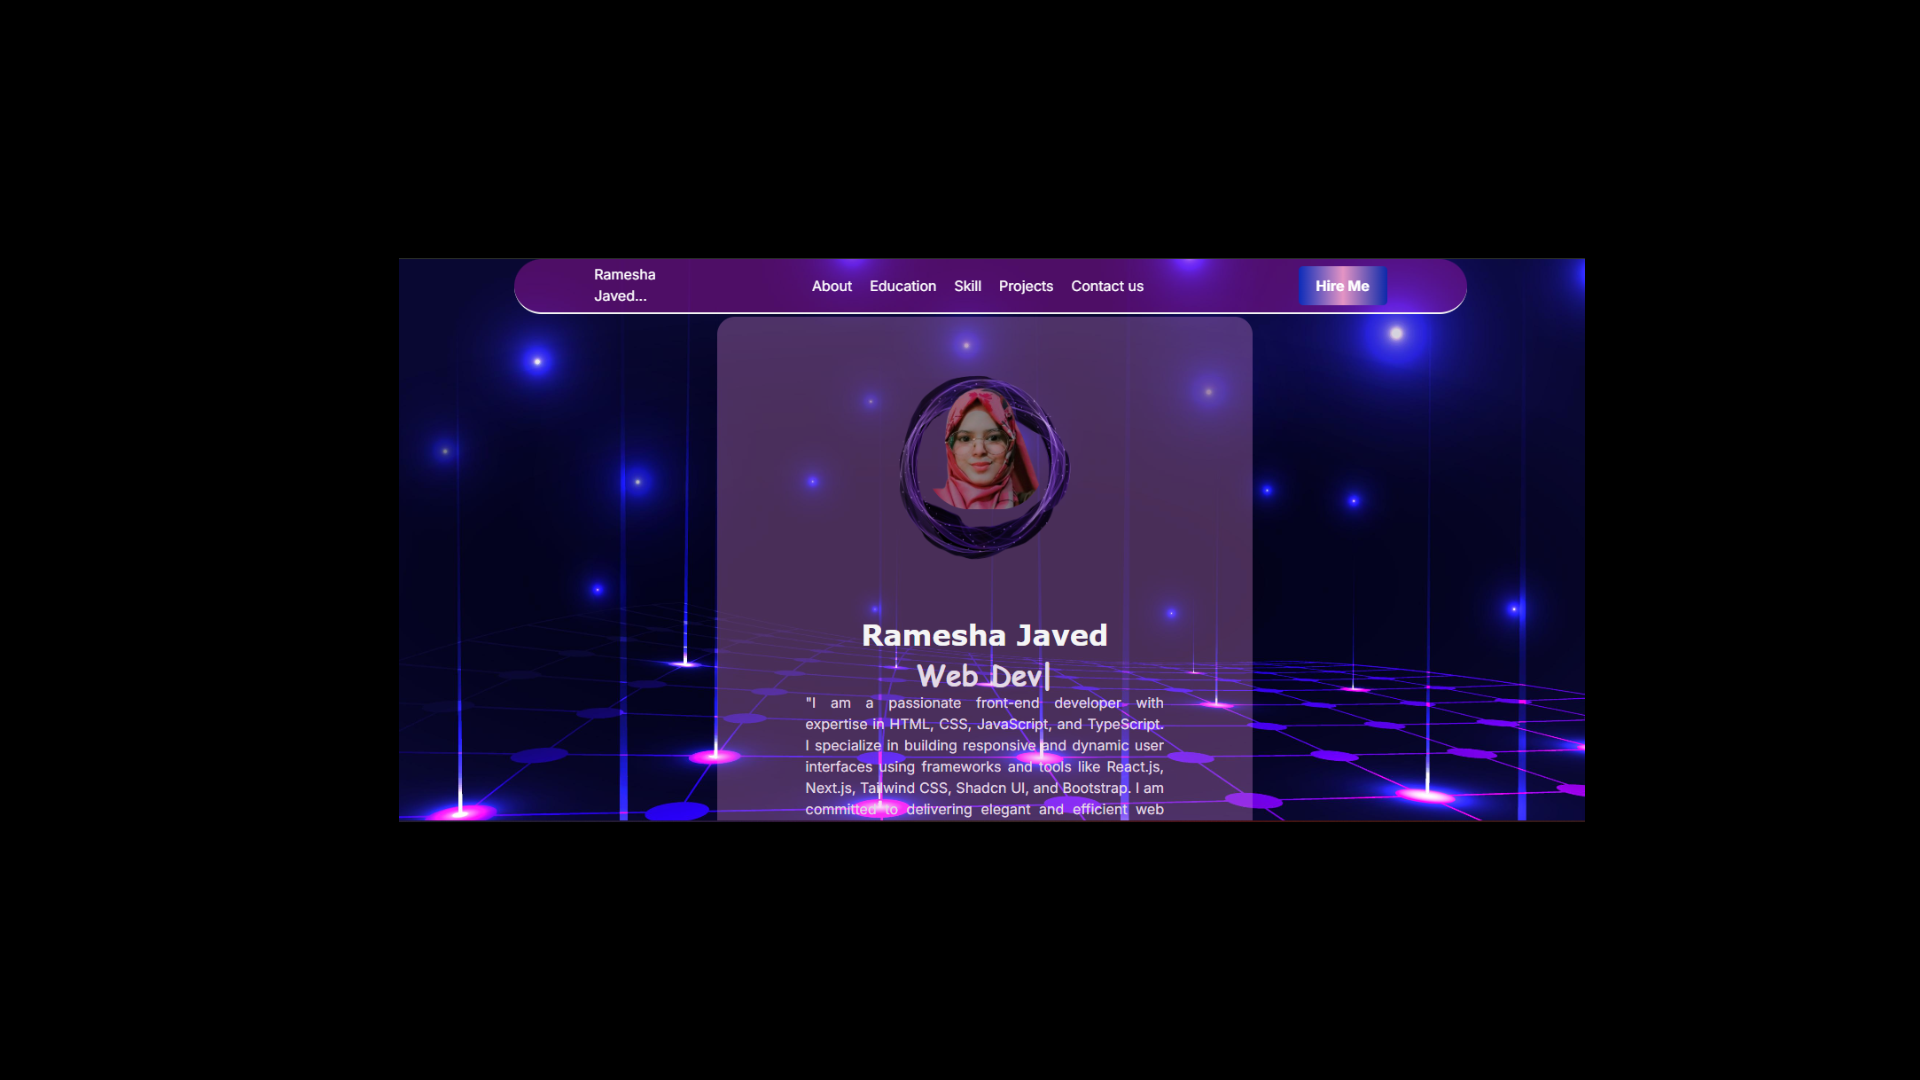 Ramesha
Javed...
About Education Skill Projects Contact us
Hire Me
Ramesha Javed
Web Dev|
"I am a passionate front-end developer with
expertise in HTML, CSS, JavaScript, and TypeScript.
I specialize in building responsive and dynamic user
interfaces using frameworks and tools like React.js,
Next.js, Tailwind CSS, Shadcn UI, and Bootstrap. I am
committed to delivering elegant and efficient web